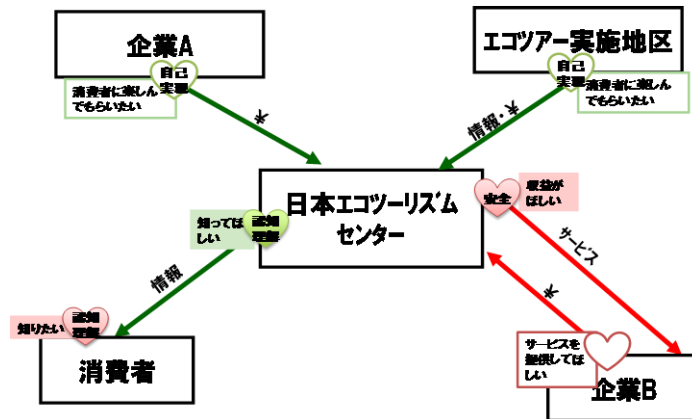 企業A
エコツアー実施地区
自己
実現
消費者に楽しん
でもらいたい
自己
実現
消費者に楽しん
でもらいたい
情報・
日本エコツーリズム
センター
安全
収益が
ほしい
知ってほ
しい
認知
理解
情報
サービス
知りたい
認知
理解
消費者
サービスを
提供してほ
しい
企業B